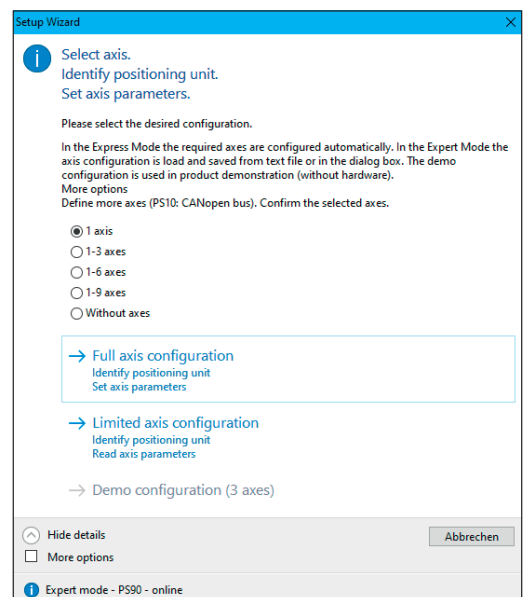 Setup Wizard
Select axis.
Identify positioning unit.
Set axis parameters.
Please select the desired configuration.
In the Express Mode the required axes are configured automatically. In the Expert Mode the
axis configuration is load and saved from text file or in the dialog box. The demo
configuration is used in product demonstration (without hardware).
More options
Define more axes (PS10: CANopen bus). Confirm the selected axes.
1 axis
1-3 axes
1-6 axes
1-9 axes
Without axes
Full axis configuration
Identify positioning unit
Set axis parameters
Limited axis configuration
Identify positioning unit
Read axis parameters
Demo configuration (3 axes)
Hide details
Abbrechen
More options
Expert mode - PS90 - online